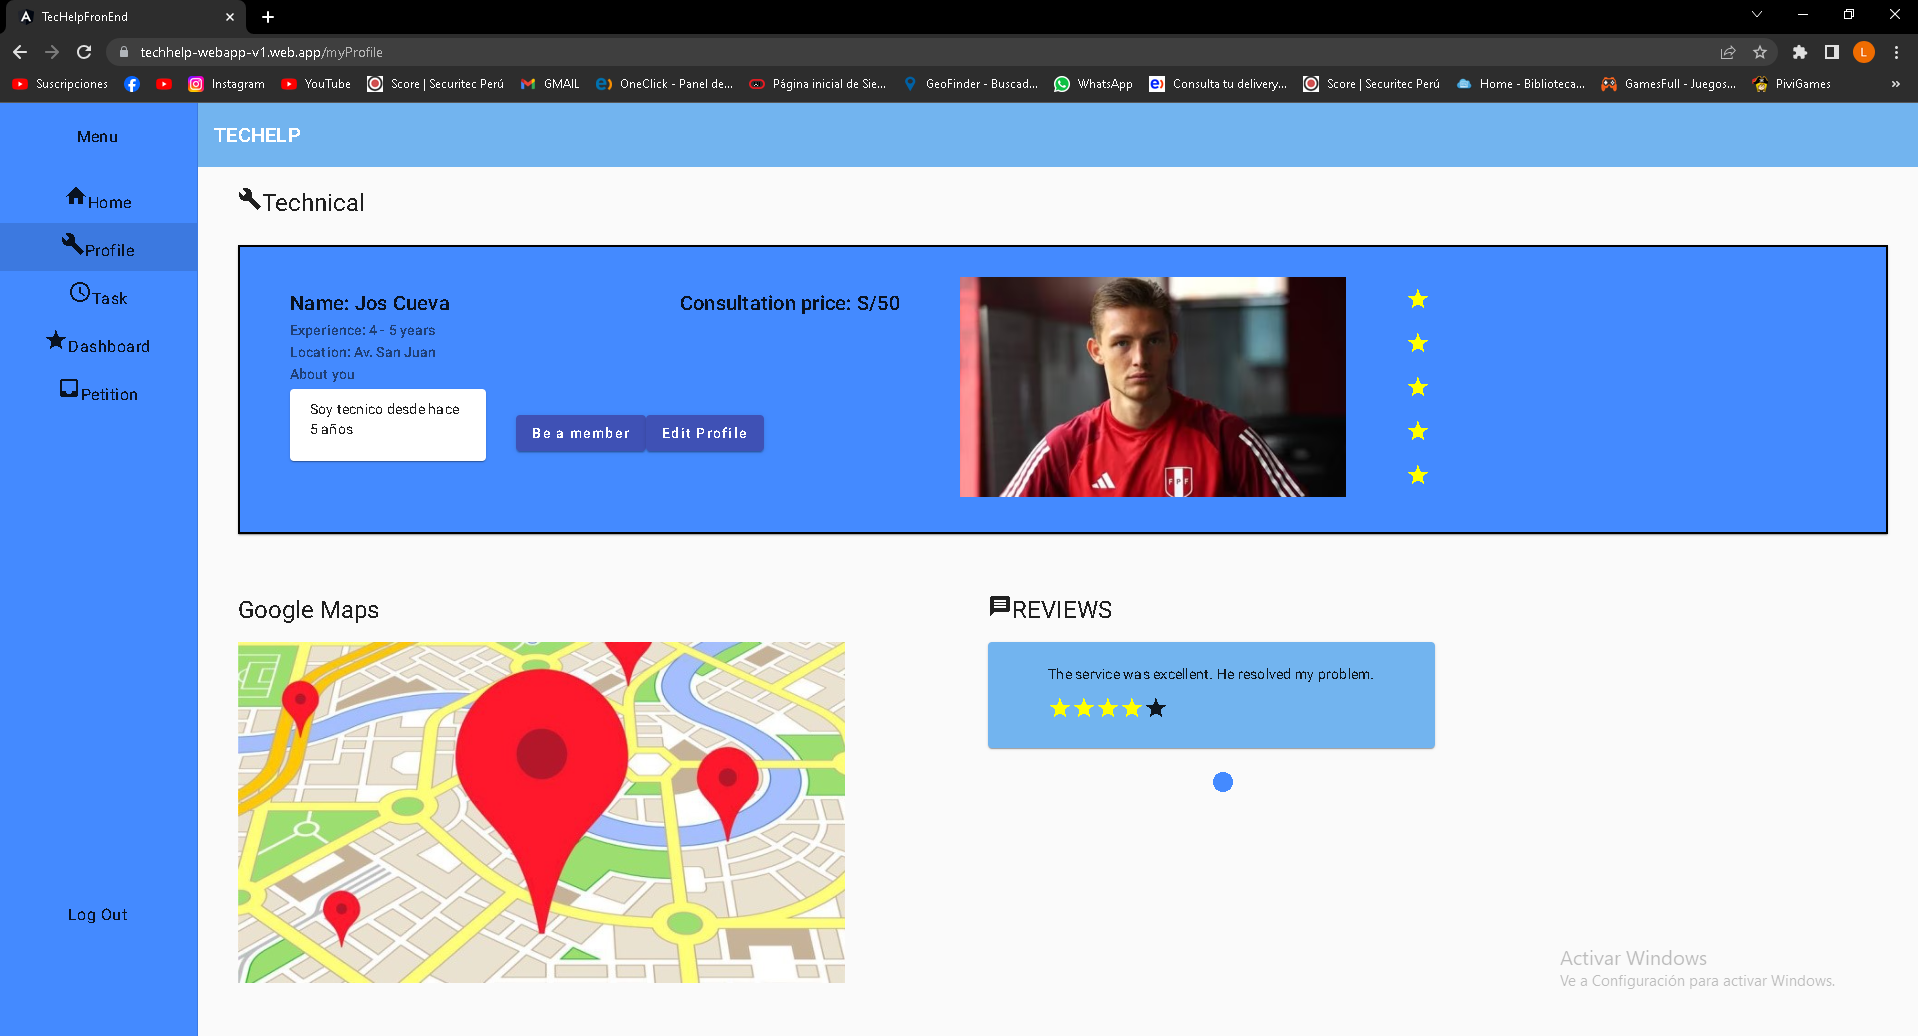 TecHelpFronEnd
techhelp-webapp-v1.web.app/myProfile
L
Suscripciones
Instagram
YouTube
Score | Securitec Perú
GMAIL
OneClick - Panel de...
Página inicial de Sie...
GeoFinder - Buscad...
WhatsApp
Consulta tu delivery...
Score | Securitec Perú
Home - Biblioteca...
GamesFull - Juegos...
PiviGames
»
Menu
TECHELP
Home
Profile
Task
Dashboard
Petition
Log Out
Technical
Name: Jos Cueva
Consultation price: S/50
Experience: 4 - 5 years
Location: Av. San Juan
About you
Soy tecnico desde hace
5 años
Be a member
Edit Profile
FPF
Google Maps
REVIEWS
The service was excellent. He resolved my problem.
Activar Windows
Ve a Configuración para activar Windows.